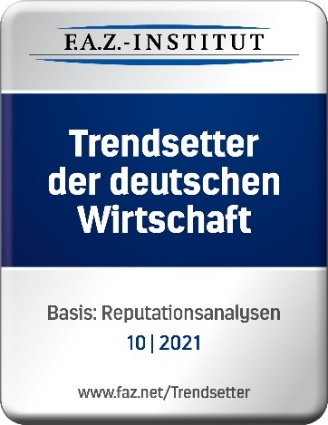 F.A.Z.-INSTITUT
Trendsetter
der deutschen
Wirtschaft
Basis: Reputationsanalysen
10 | 2021
www.faz.net/Trendsetter